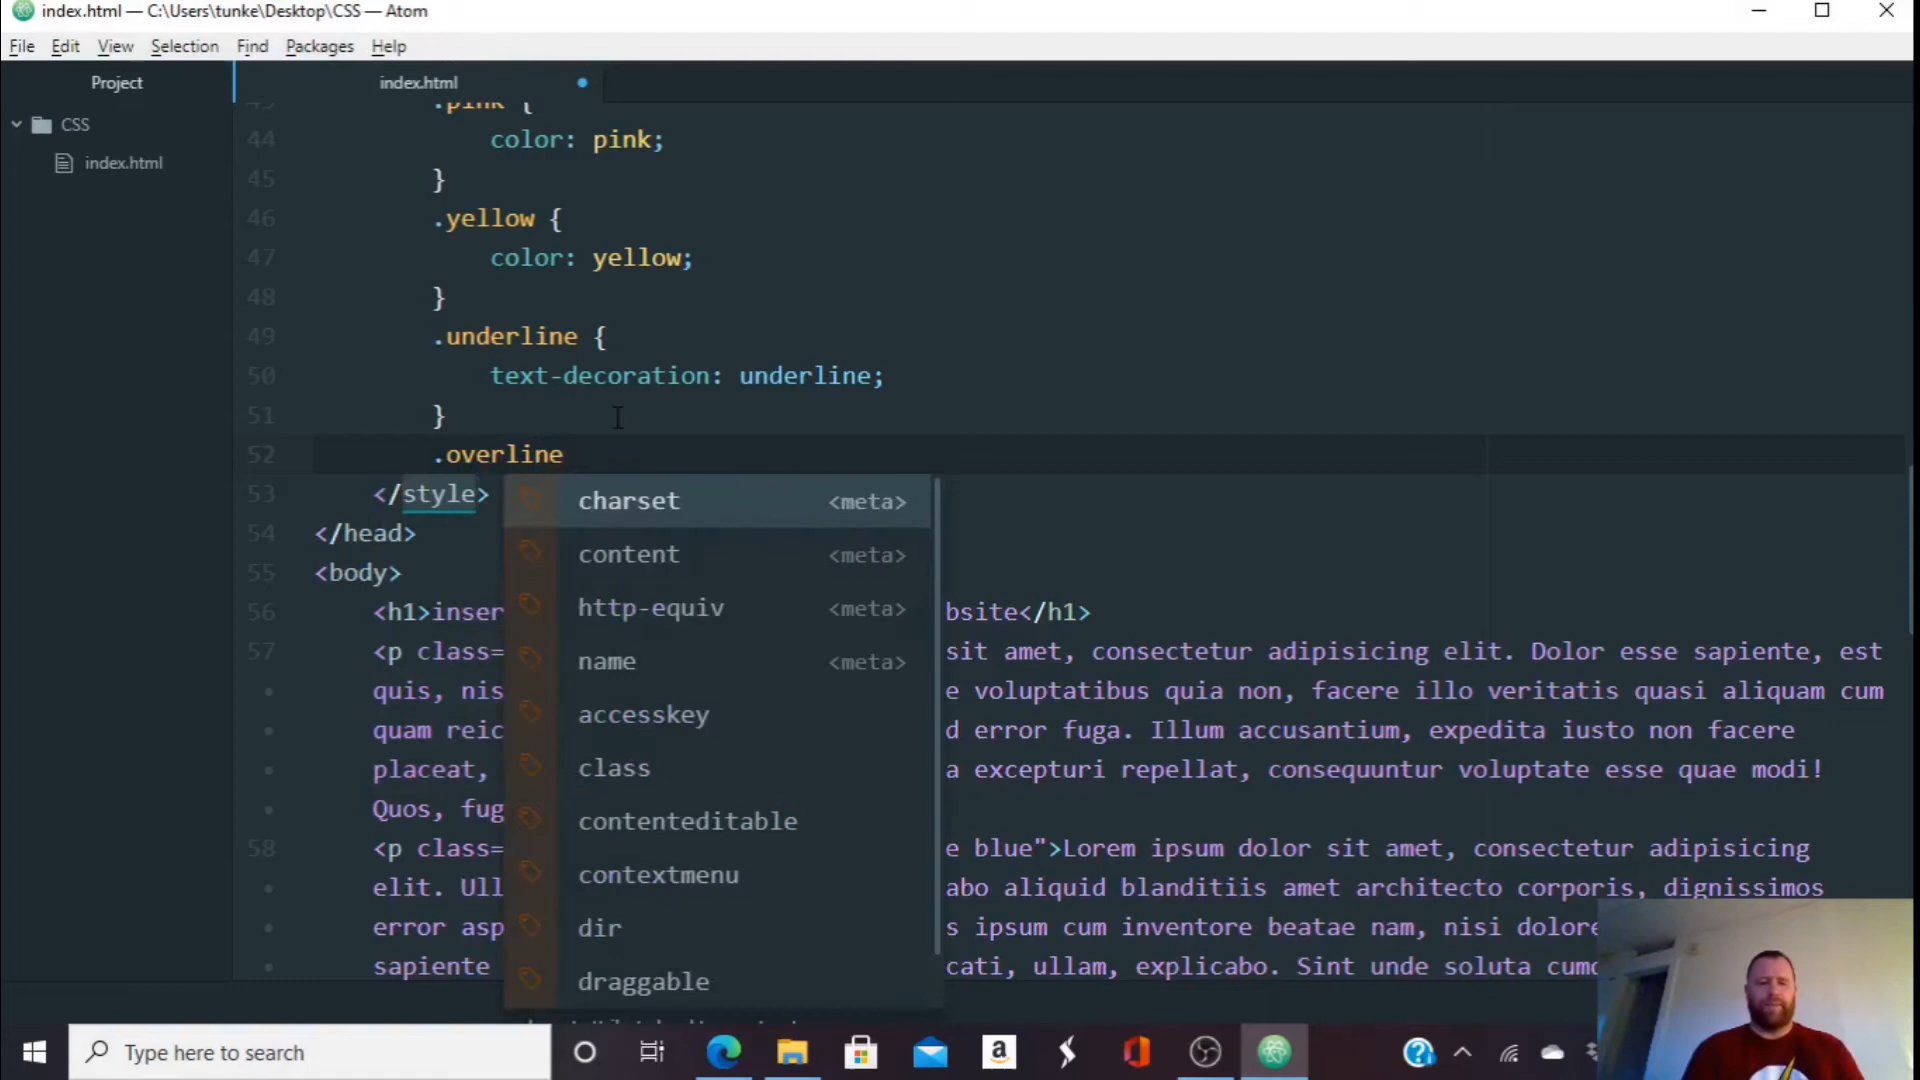 index.html — C:\Users\tunke\Desktop\CSS — Atom
File Edit View Selection Find Packages Help
Project
index.html
CSS
index.html
43 .pink {
44 color: pink;
45 }
46 .yellow {
47 color: yellow;
48 }
49 .underline {
50 text-decoration: underline;
51 }
52 .overline
53 </style>
54 </head>
55 <body>
56 <h1>inser bsite</h1>
57 <p class= sit amet, consectetur adipisicing elit. Dolor esse sapiente, est
quis, nis e voluptatibus quia non, facere illo veritatis quasi aliquam cum
quam reic d error fuga. Illum accusantium, expedita iusto non facere
placeat, a excepturi repellat, consequuntur voluptate esse quae modi!
Quos, fug
58 <p class= e blue">Lorem ipsum dolor sit amet, consectetur adipisicing
elit. Ull abo aliquid blanditiis amet architecto corporis, dignissimos
error asp s ipsum cum inventore beatae nam, nisi dolore
sapiente cati, ullam, explicabo. Sint unde soluta cum
charset <meta>
content <meta>
http-equiv <meta>
name <meta>
accesskey
class
contenteditable
contextmenu
dir
draggable
Type here to search